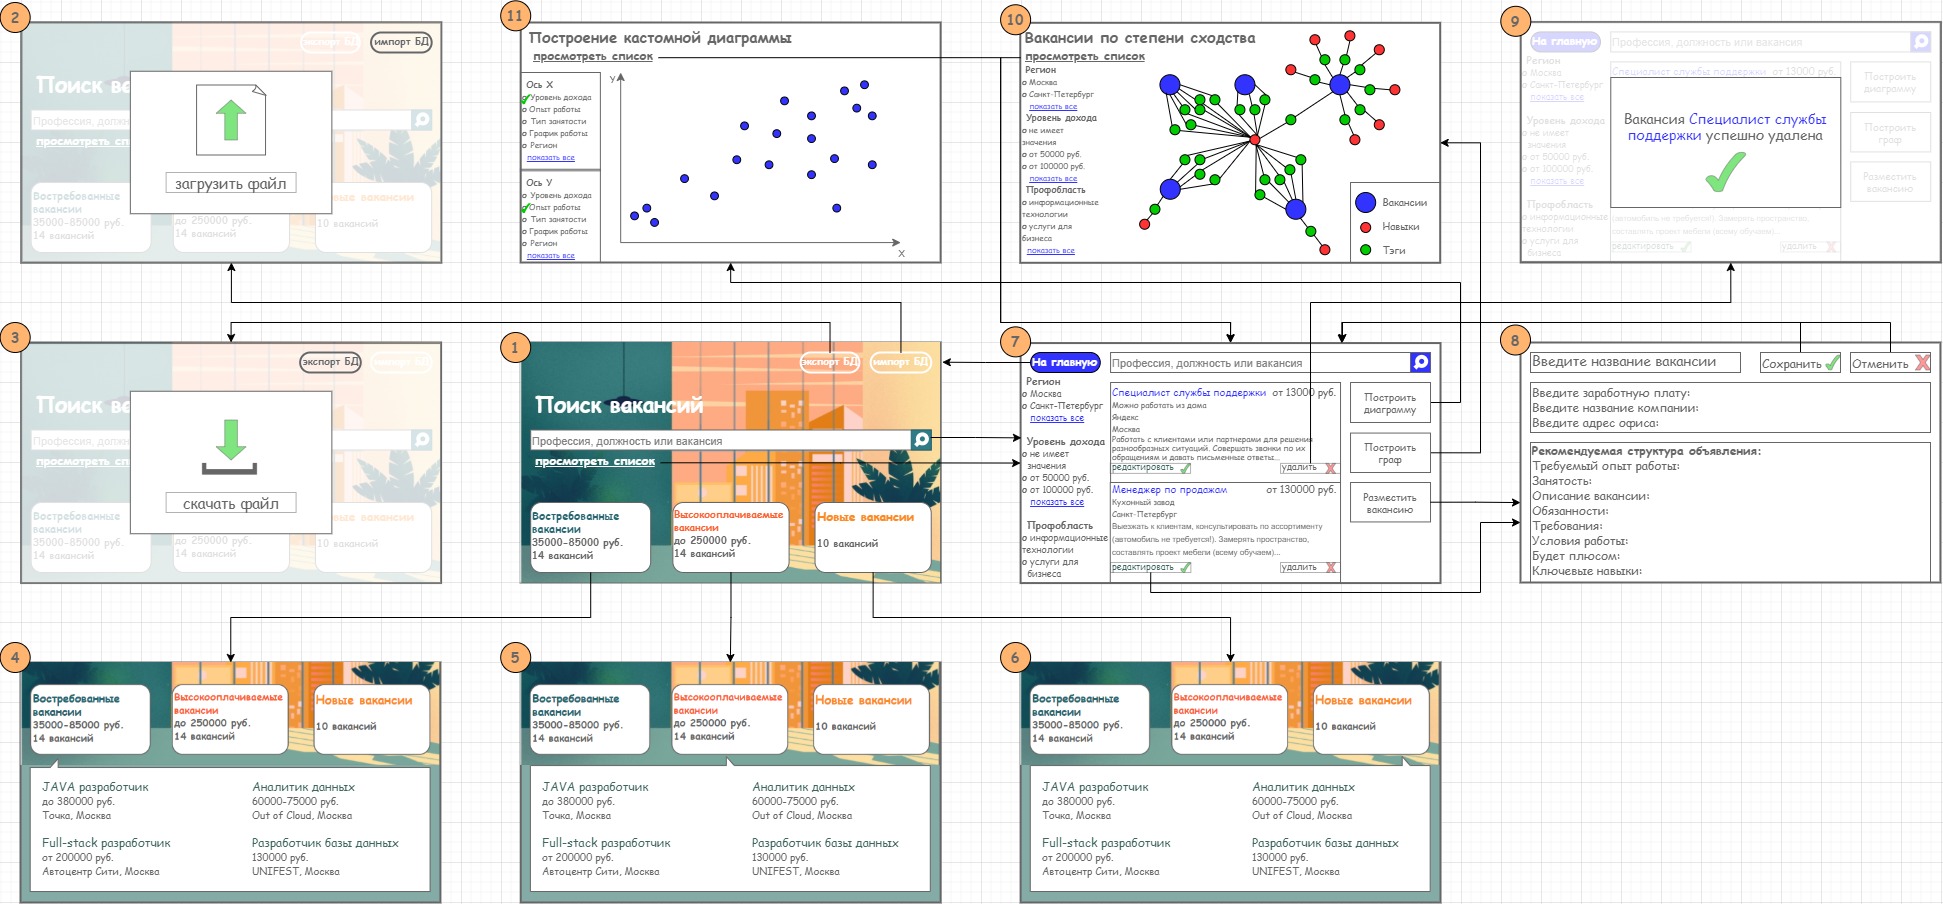 2
экспорт БД
импорт БД
Поиск ва
Профессия, должн
просмотреть спи
загрузить файл
Востребованные
вакансии
35000-85000 руб.
14 вакансий
до 250000 руб.
14 вакансий
10 вакансий
11
Построение кастомной диаграммы
просмотреть список
Ось X
Уровень дохода
Опыт работы
Тип занятости
График работы
Регион
показать все
Ось У
Уровень дохода
Опыт работы
Тип занятости
График работы
Регион
показать все
У
X
10
Вакансии по степени сходства
просмотреть список
Регион
Москва
Санкт-Петербург
показать все
Уровень дохода
не имеет
значения
от 50000 руб.
от 100000 руб.
показать все
Профобласть
информационные
технологии
услуги для
бизнеса
показать все
Вакансии
Навыки
Тэги
9
На главную
Профессия, должность или вакансия
Регион
Москва
Санкт-Петербург
показать все
Уровень дохода
не имеет
значения
от 50000 руб.
от 100000 руб.
показать все
Профобласть
информационные
технологии
услуги для
бизнеса
Специалист службы поддержки от 13000 руб.
Вакансия Специалист службы
поддержки успешно удалена
(автомобиль не требуется!). Замерять пространство,
составлять проект мебели (всему обучаем)...
редактировать
удалить
Построить
диаграмму
Построить
граф
Разместить
вакансию
3
экспорт БД
импорт БД
Поиск ва
Профессия, должн
просмотреть спи
скачать файл
Востребованные
вакансии
35000-85000 руб.
14 вакансий
до 250000 руб.
14 вакансий
10 вакансий
1
экспорт БД
импорт БД
Поиск вакансий
Профессия, должность или вакансия
просмотреть список
Востребованные
вакансии
35000-85000 руб.
14 вакансий
Высокооплачиваемые
вакансии
до 250000 руб.
14 вакансий
Новые вакансии
10 вакансий
7
На главную
Профессия, должность или вакансия
Регион
Москва
Санкт-Петербург
показать все
Уровень дохода
не имеет
значения
от 50000 руб.
от 100000 руб.
показать все
Профобласть
информационные
технологии
услуги для
бизнеса
Специалист службы поддержки от 13000 руб.
Можно работать из дома
Яндекс
Москва
Работать с клиентами или партнерами для решения
разнообразных ситуаций. Совершать звонки по их
обращениям и давать письменные ответы...
редактировать
удалить
Менеджер по продажам от 130000 руб.
Кухонный завод
Санкт-Петербург
Выезжать к клиентам, консультировать по ассортименту
(автомобиль не требуется!). Замерять пространство,
составлять проект мебели (всему обучаем)...
редактировать
удалить
Построить
диаграмму
Построить
граф
Разместить
вакансию
8
Введите название вакансии
Сохранить
Отменить
Введите заработную плату:
Введите название компании:
Введите адрес офиса:
Рекомендуемая структура объявления:
Требуемый опыт работы:
Занятость:
Описание вакансии:
Обязанности:
Требования:
Условия работы:
Будет плюсом:
Ключевые навыки:
4
Востребованные
вакансии
35000-85000 руб.
14 вакансий
Высокооплачиваемые
вакансии
до 250000 руб.
14 вакансий
Новые вакансии
10 вакансий
JAVA разработчик
до 380000 руб.
Точка, Москва
Аналитик данных
60000-75000 руб.
Out of Cloud, Москва
Full-stack разработчик
от 200000 руб.
Автоцентр Сити, Москва
Разработчик базы данных
130000 руб.
UNIFEST, Москва
5
Востребованные
вакансии
35000-85000 руб.
14 вакансий
Высокооплачиваемые
вакансии
до 250000 руб.
14 вакансий
Новые вакансии
10 вакансий
JAVA разработчик
до 380000 руб.
Точка, Москва
Аналитик данных
60000-75000 руб.
Out of Cloud, Москва
Full-stack разработчик
от 200000 руб.
Автоцентр Сити, Москва
Разработчик базы данных
130000 руб.
UNIFEST, Москва
6
Востребованные
вакансии
35000-85000 руб.
14 вакансий
Высокооплачиваемые
вакансии
до 250000 руб.
14 вакансий
Новые вакансии
10 вакансий
JAVA разработчик
до 380000 руб.
Точка, Москва
Аналитик данных
60000-75000 руб.
Out of Cloud, Москва
Full-stack разработчик
от 200000 руб.
Автоцентр Сити, Москва
Разработчик базы данных
130000 руб.
UNIFEST, Москва